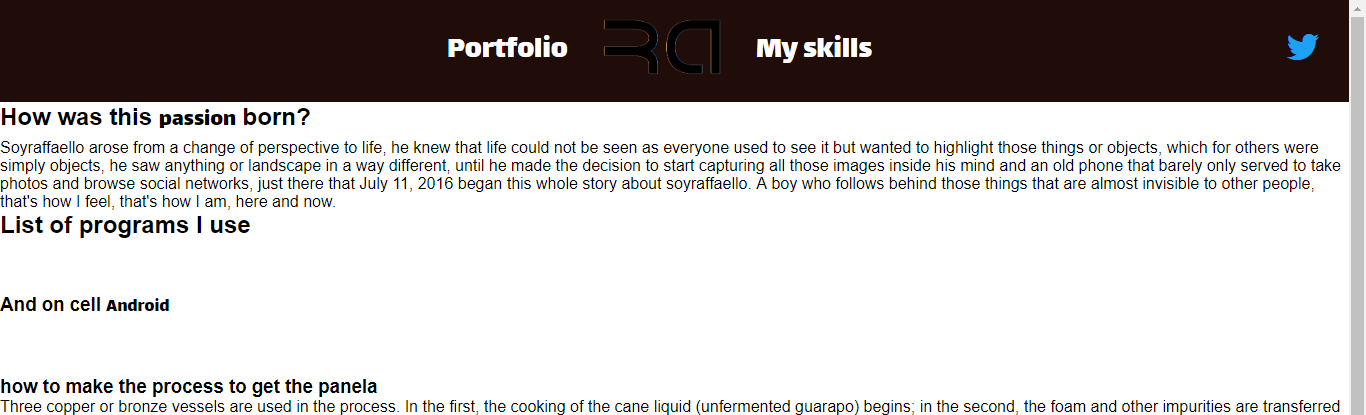 Portfolio RA My skills
How was this passion born?
Soyraffaello arose from a change of perspective to life, he knew that life could not be seen as everyone used to see it but wanted to highlight those things or objects, which for others were
simply objects, he saw anything or landscape in a way different, until he made the decision to start capturing all those images inside his mind and an old phone that barely only served to take
photos and browse social networks, just there that July 11, 2016 began this whole story about soyraffaello. A boy who follows behind those things that are almost invisible to other people,
that's how I feel, that's how I am, here and now.
List of programs I use
And on cell Android
how to make the process to get the panela
Three copper or bronze vessels are used in the process. In the first, the cooking of the cane liquid (unfermented guarapo) begins; in the second, the foam and other impurities are transferred